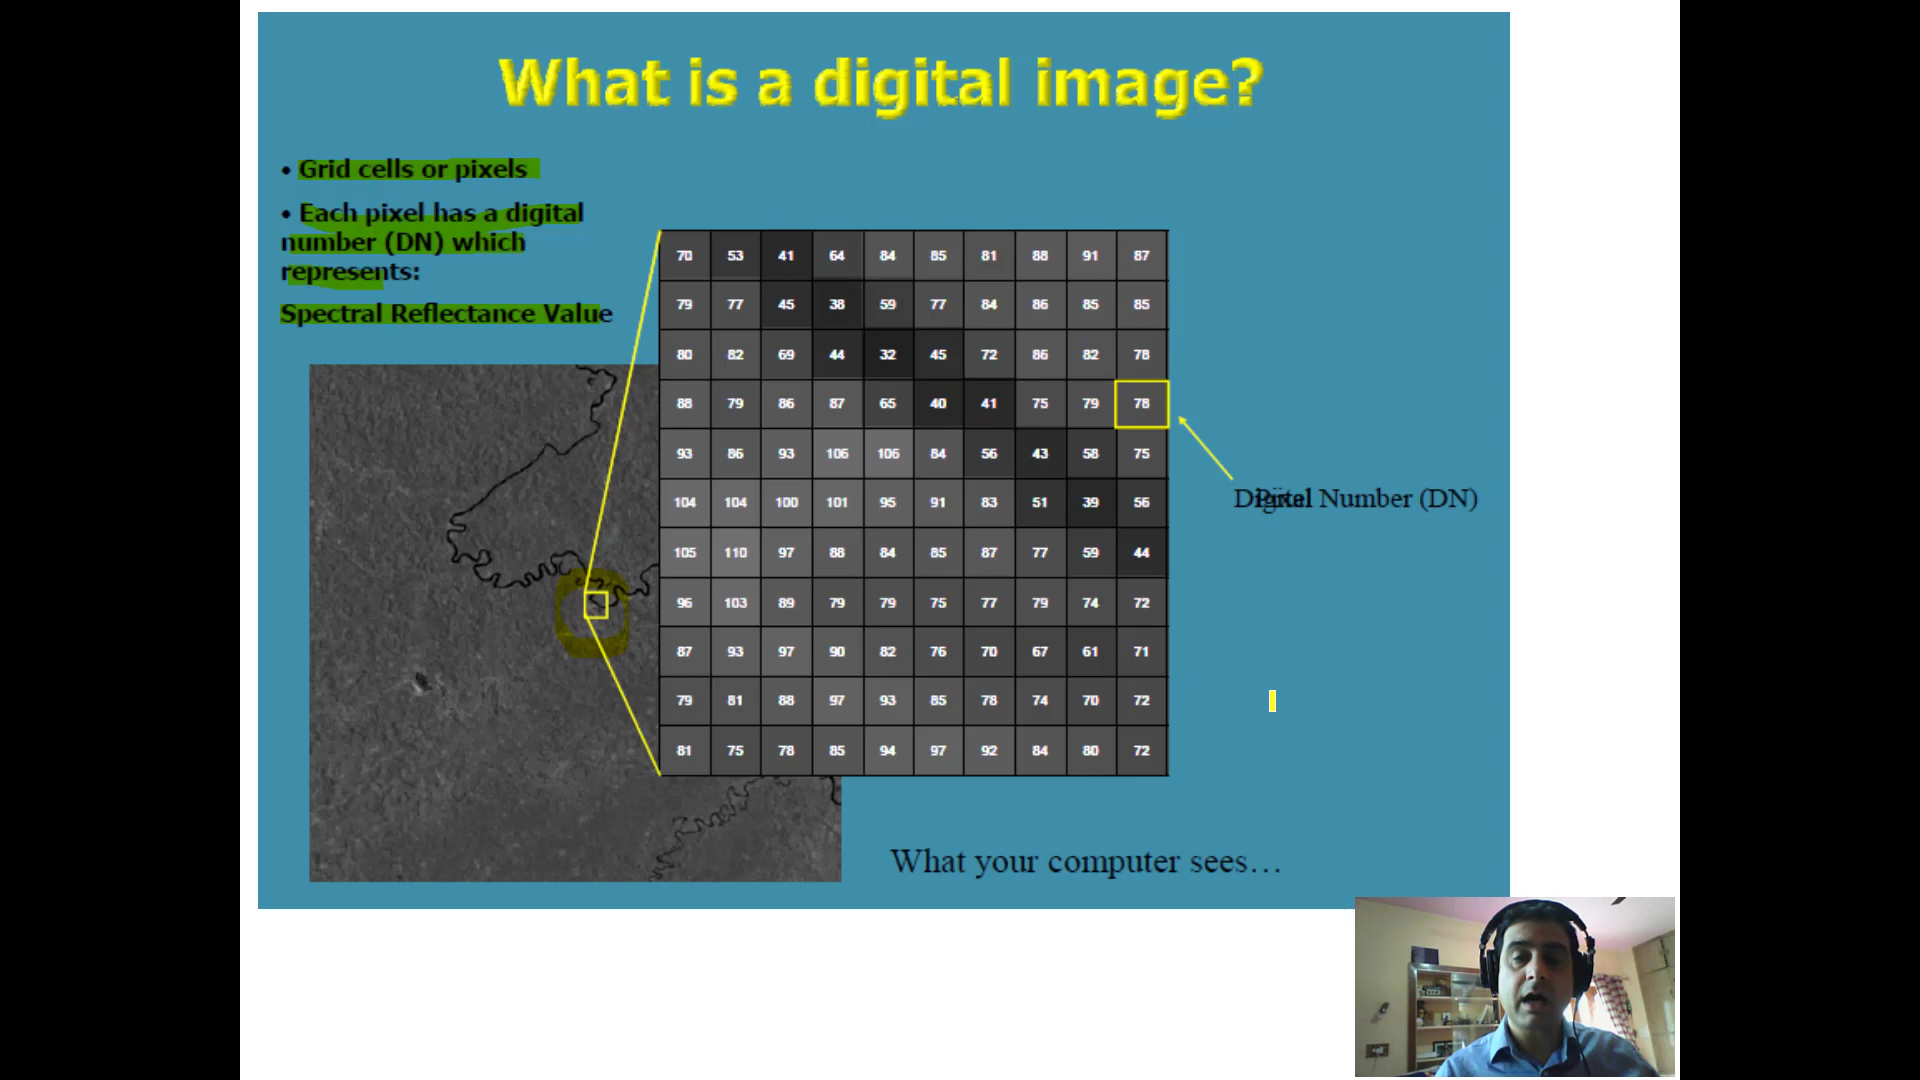 What is a digital image?
• Grid cells or pixels
• Each pixel has a digital
number (DN) which
represents:
Spectral Reflectance Value
70 53 41 64 84 85 81 88 91 87
79 77 45 38 59 77 84 86 85 85
80 82 69 44 32 45 72 86 82 78
88 79 86 87 65 40 41 75 79 78
93 86 93 106 106 84 56 43 58 75
104 104 100 101 95 91 83 51 39 56
105 110 97 88 84 85 87 77 59 44
96 103 89 79 79 75 77 79 74 72
87 93 97 90 82 76 70 67 61 71
79 81 88 97 93 85 78 74 70 72
81 75 78 85 94 97 92 84 80 72
Digital Number (DN)
Pixel
What your computer sees…